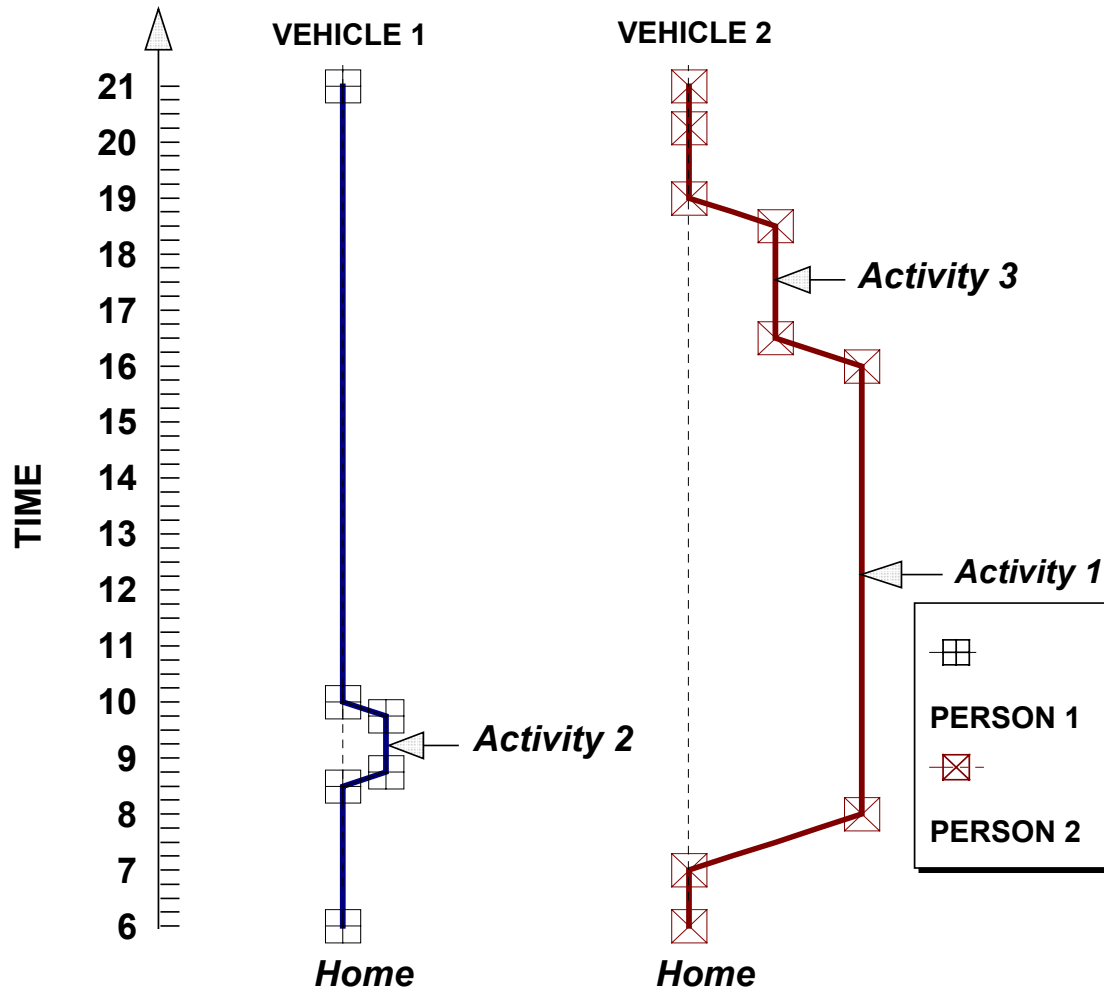 VEHICLE 1
VEHICLE 2
21
20
19
18
Activity 3
17
16
15
14
TIME
13
12
Activity 1
11
10
PERSON 1
Activity 2
9
8
PERSON 2
7
6
Home
Home